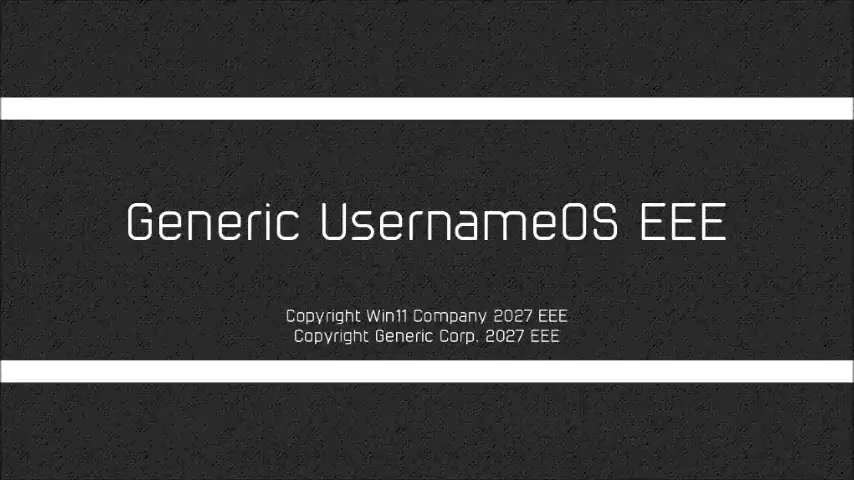 Generic UsernameOS EEE
Copyright Win11 Company 2027 EEE
Copyright Generic Corp. 2027 EEE